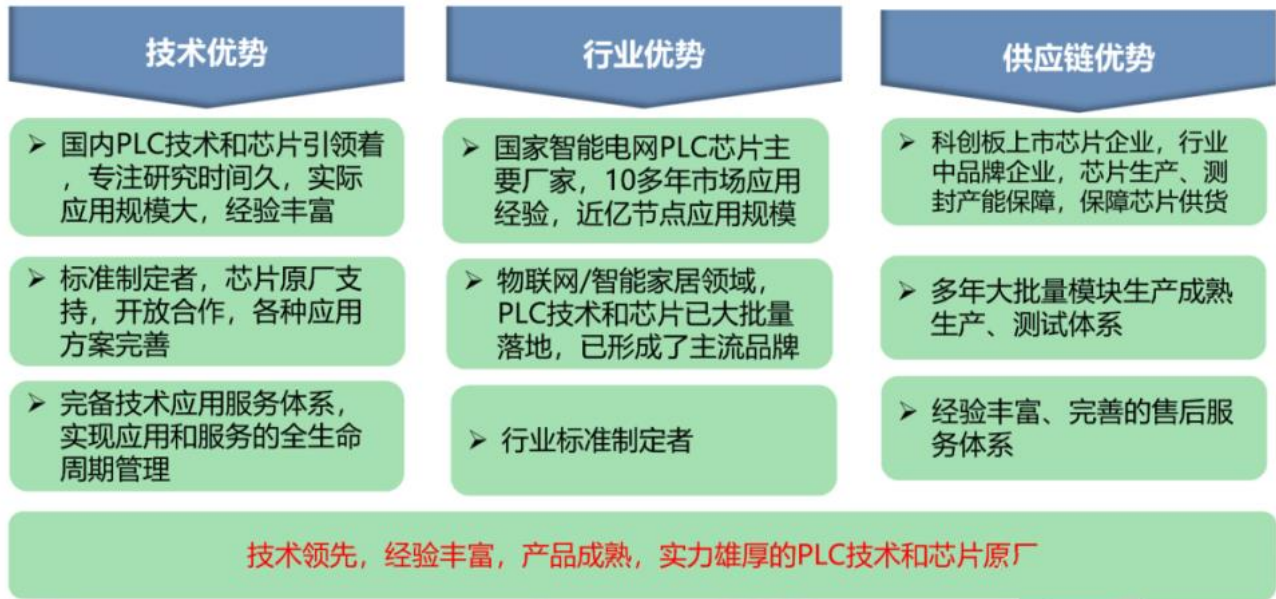 技术优势
➢ 国内PLC技术和芯片引领着
，专注研究时间久，实际
应用规模大，经验丰富
➢ 标准制定者，芯片原厂支
持，开放合作，各种应用
方案完善
➢ 完备技术应用服务体系，
实现应用和服务的全生命
周期管理
行业优势
➢ 国家智能电网PLC芯片主
要厂家，10多年市场应用
经验，近亿节点应用规模
➢ 物联网/智能家居领域，
PLC技术和芯片已大批量
落地，已形成了主流品牌
➢ 行业标准制定者
供应链优势
➢ 科创板上市芯片企业，行业
中品牌企业，芯片生产、测
封产能保障，保障芯片供货
➢ 多年大批量模块生产成熟
生产、测试体系
➢ 经验丰富、完善的售后服
务体系
技术领先，经验丰富，产品成熟，实力雄厚的PLC技术和芯片原厂